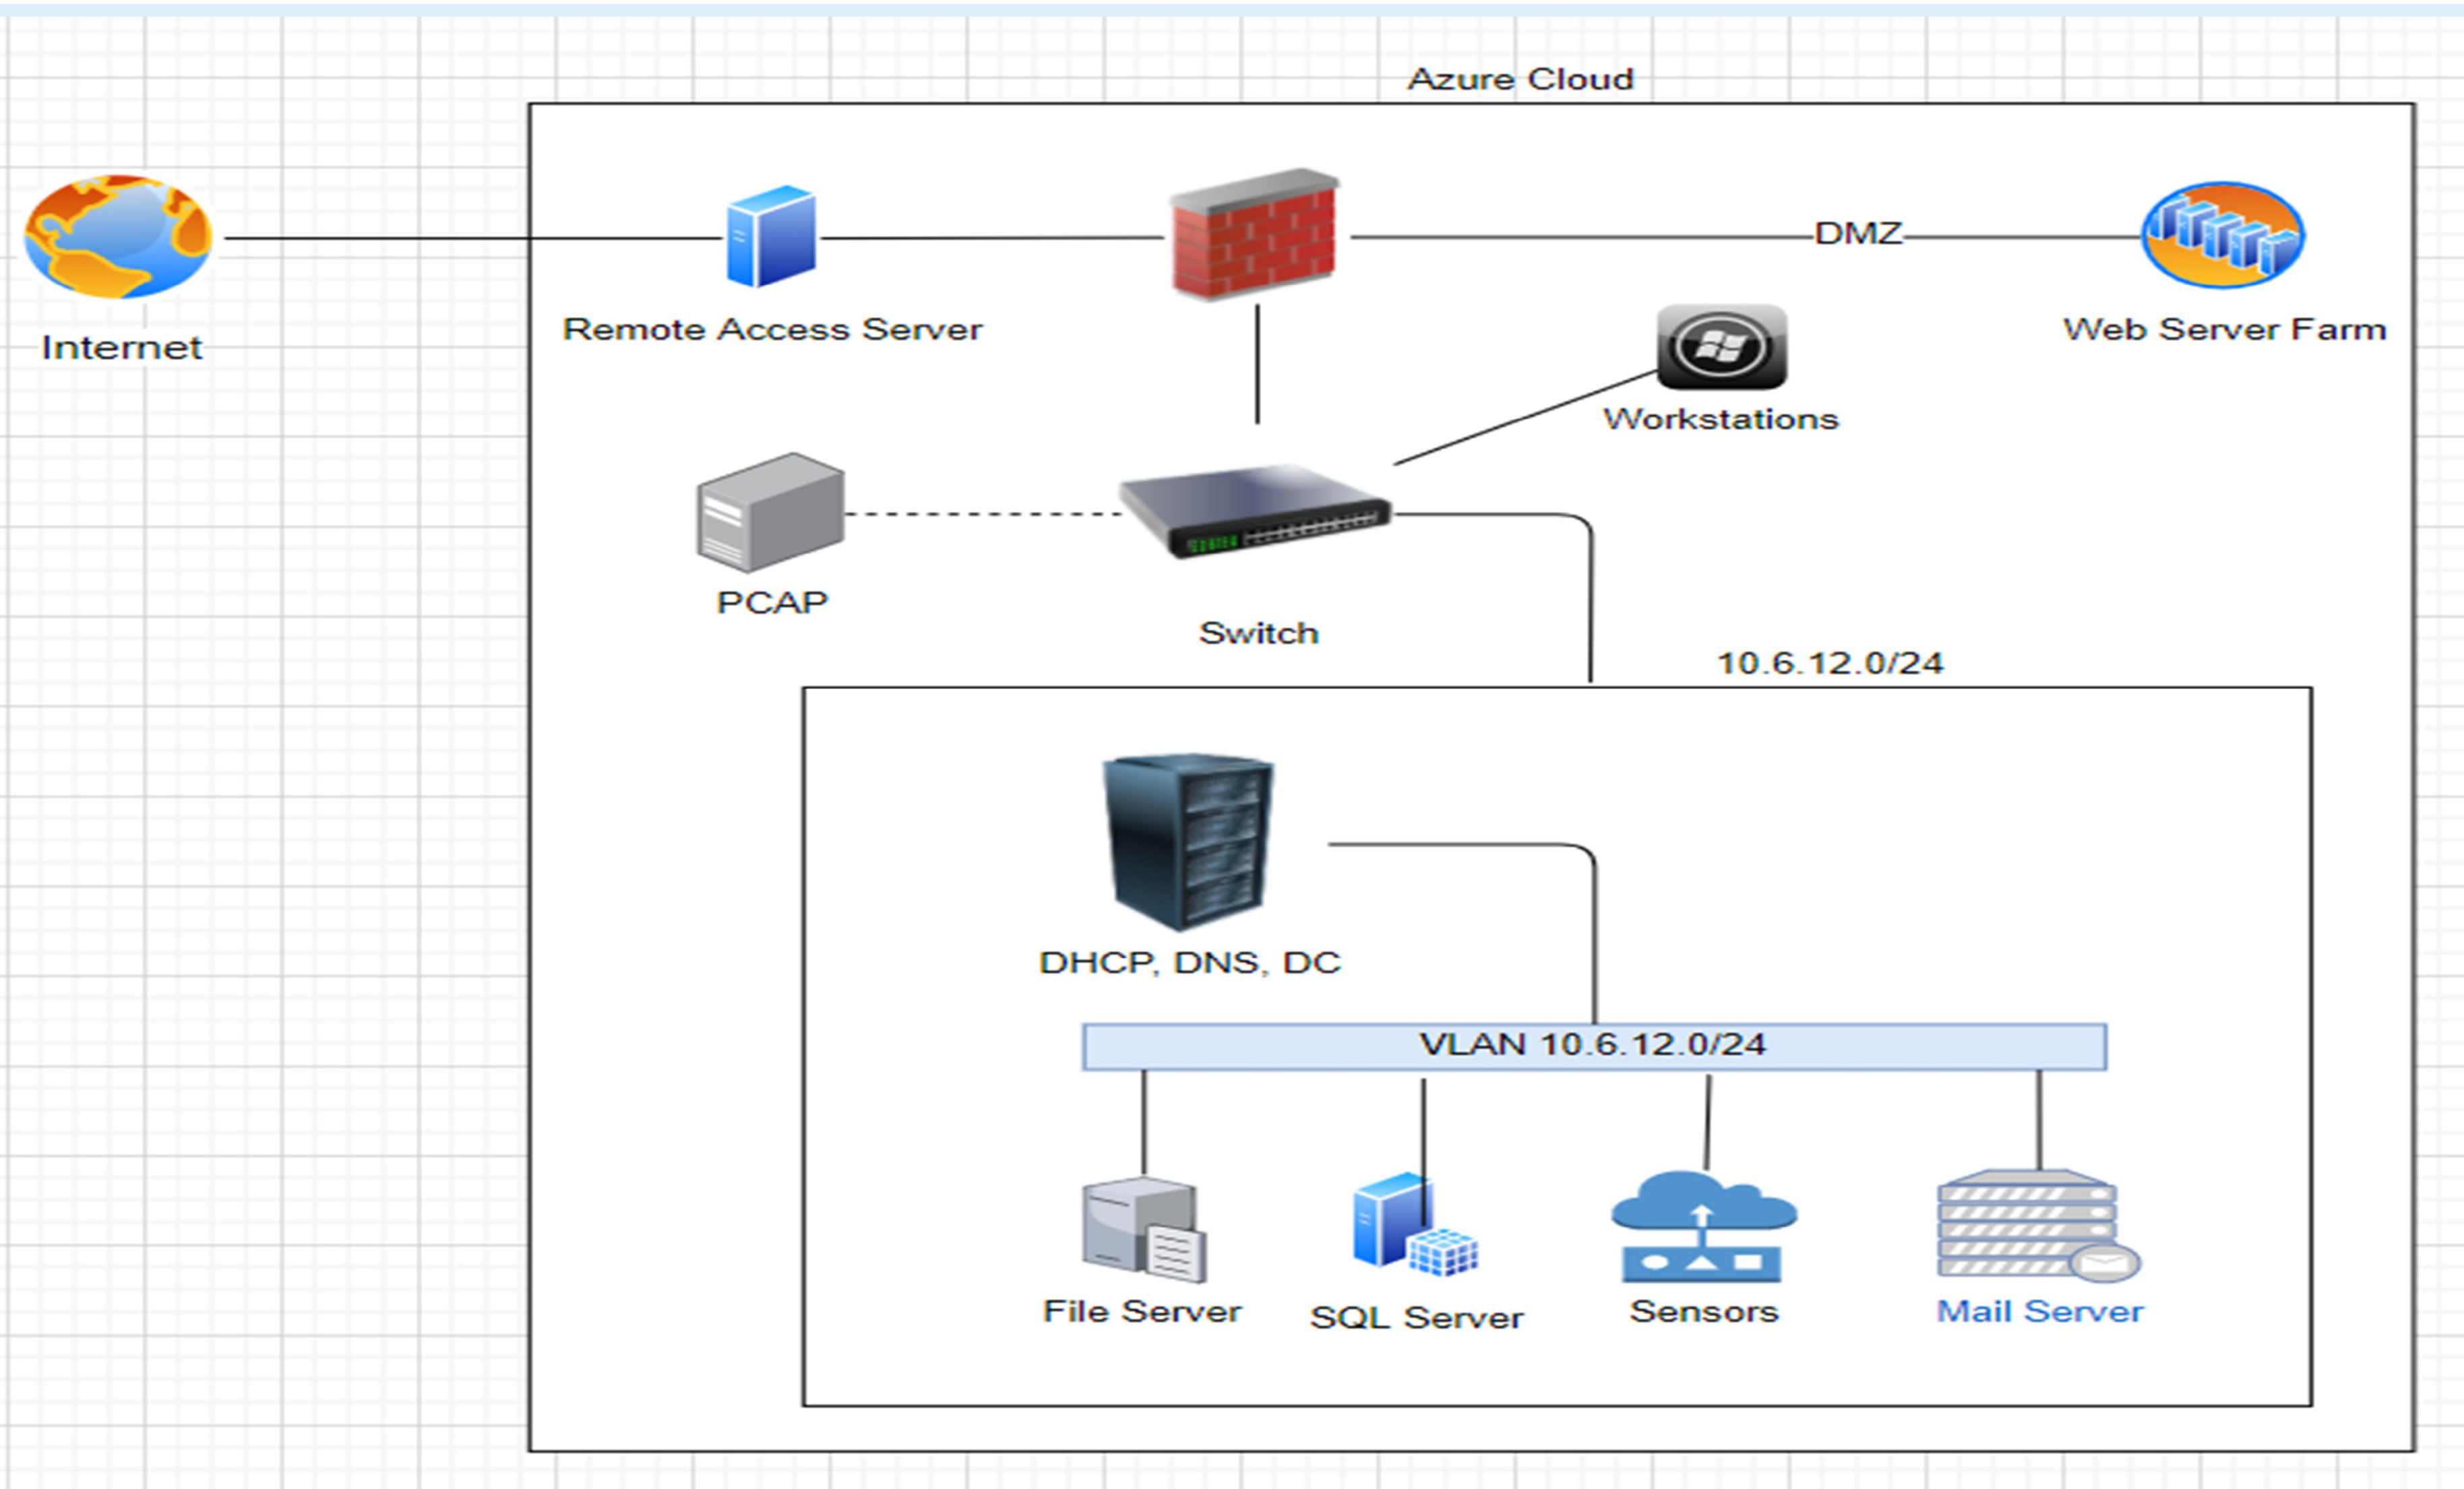 Azure Cloud
Internet
Remote Access Server
DMZ
Web Server Farm
Workstations
PCAP
Switch
10.6.12.0/24
DHCP, DNS, DC
VLAN 10.6.12.0/24
File Server
SQL Server
Sensors
Mail Server